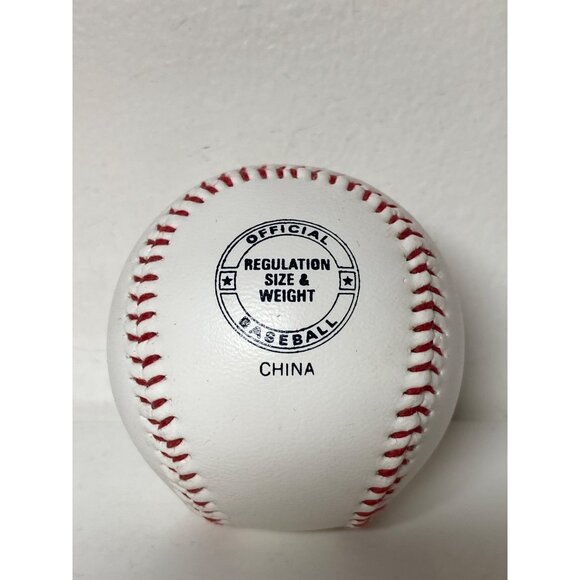 OFFICIAL
REGULATION
SIZE &
WEIGHT
BASEBALL
CHINA